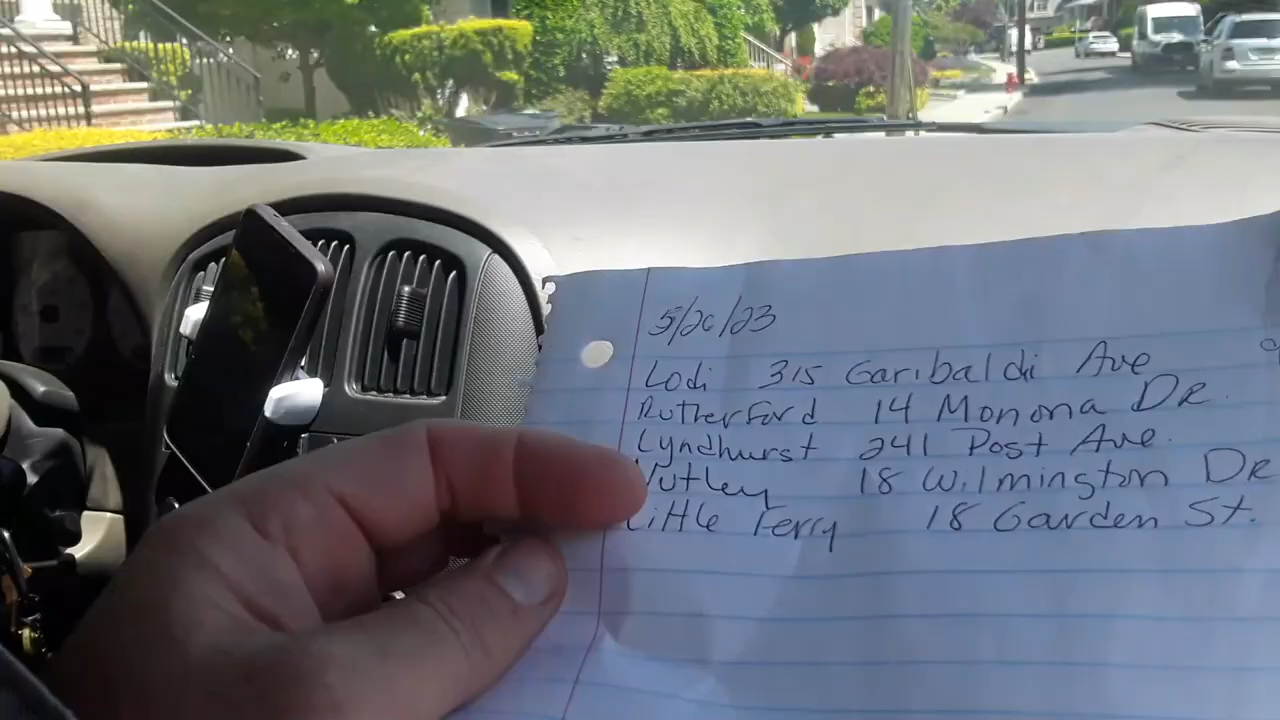 5/26/23
Lodi 315 Garibaldi Ave
Rutherford 14 Monona DR.
Lyndhurst 241 Post Ave.
Nutley 18 Wilmington DR
Little Ferry 18 Garden St.